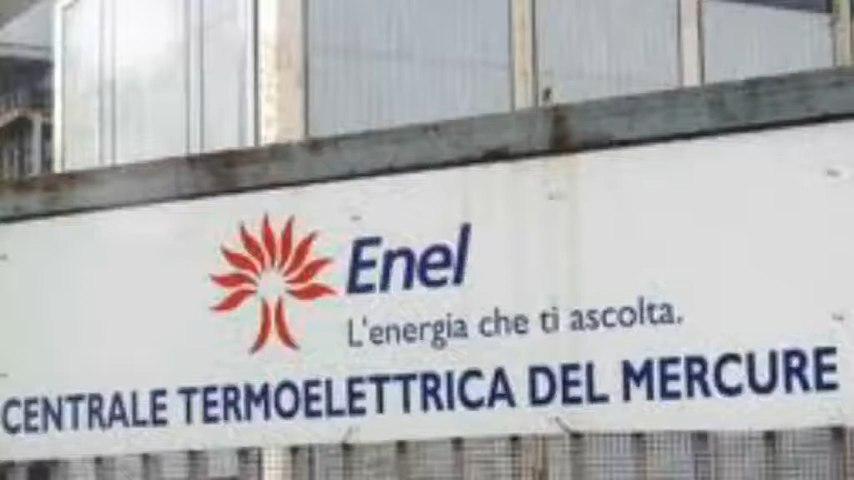 Enel
L'energia che ti ascolta.
CENTRALE TERMOELETTRICA DEL MERCURE